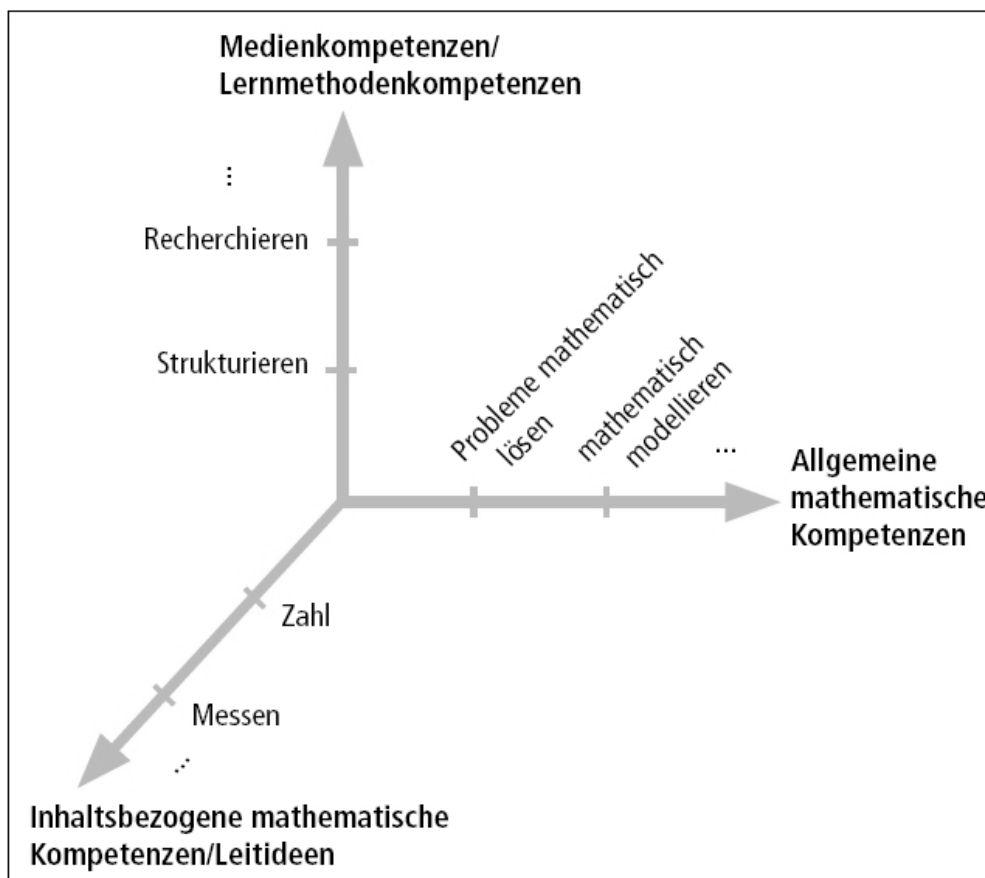 Medienkompetenzen/
Lernmethodenkompetenzen
...
Recherchieren
Strukturieren
Probleme mathematisch
lösen
mathematisch
modellieren
...
Allgemeine
mathematische
Kompetenzen
Zahl
Messen
...
Inhaltsbezogene mathematische
Kompetenzen/Leitideen